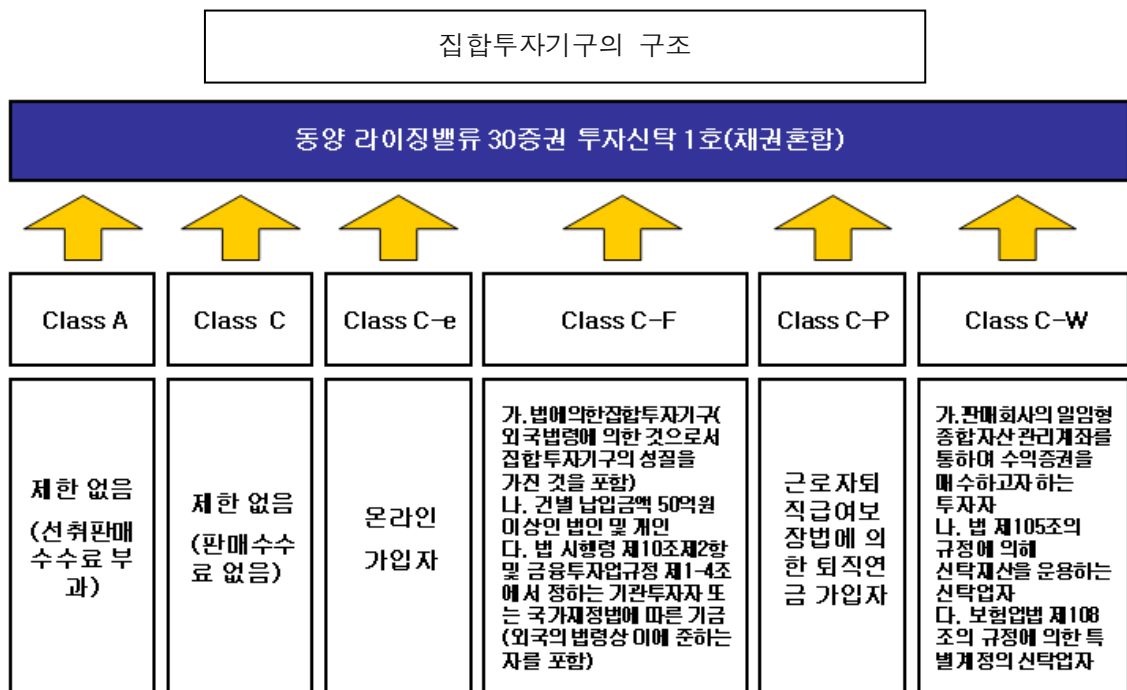 집합투자기구의 구조
동양 라이징밸류 30증권 투자신탁 1호(채권혼합)
Class A
Class C
Class C-e
Class C-F
Class C-P
Class C-W
제한 없음
(선취판매
수수료 부
과)
제한 없음
(판매수수
료 없음)
온라인
가입자
가.법에의한집합투자기구(
외국법령에 의한 것으로서
집합투자기구의 성질을
가진 것을 포함)
나. 건별 납입금액 50억원
이상인 법인 및 개인
다. 법 시행령 제10조제2항
및 금융투자업규정 제1-4조
에서 정하는 기관투자자 또
는 국가재정법에 따른 기금
(외국의 법령상 이에 준하는
자를 포함)
근로자퇴
직급여보
장법에 의
한 퇴직연
금 가입자
가.판매회사의 일임형
종합자산관리계좌를
통하여 수익증권을
매수하고자 하는
투자자
나. 법 제105조의
규정에 의해
신탁재산을 운용하는
신탁업자
다. 보험업법 제108
조의 규정에 의한 특
별계정의 신탁업자